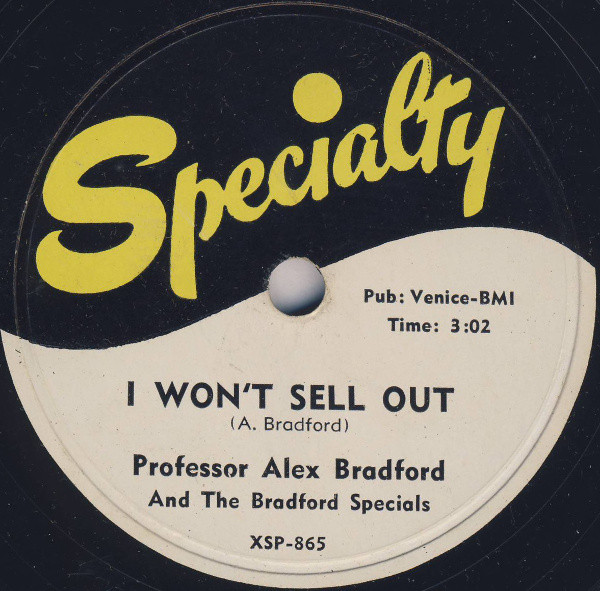 Specialty
Pub: Venice-BMI
Time: 3:02
I WON'T SELL OUT
(A. Bradford)
Professor Alex Bradford
And The Bradford Specials
XSP-865